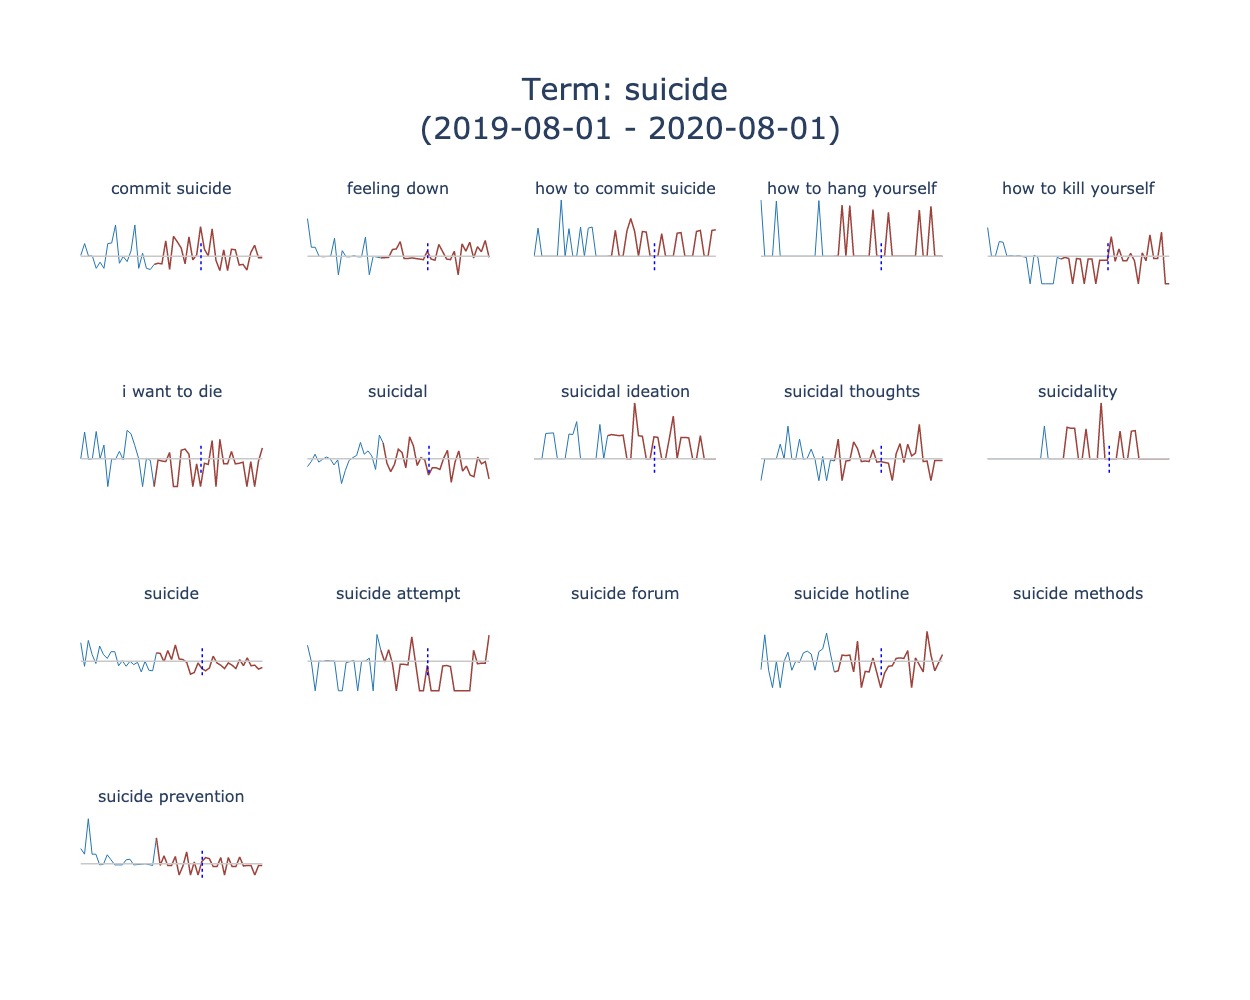 Term: suicide
(2019-08-01 - 2020-08-01)
commit suicide
feeling down
how to commit suicide
how to hang yourself
how to kill yourself
i want to die
suicidal
suicidal ideation
suicidal thoughts
suicidality
suicide
suicide attempt
suicide forum
suicide hotline
suicide methods
suicide prevention